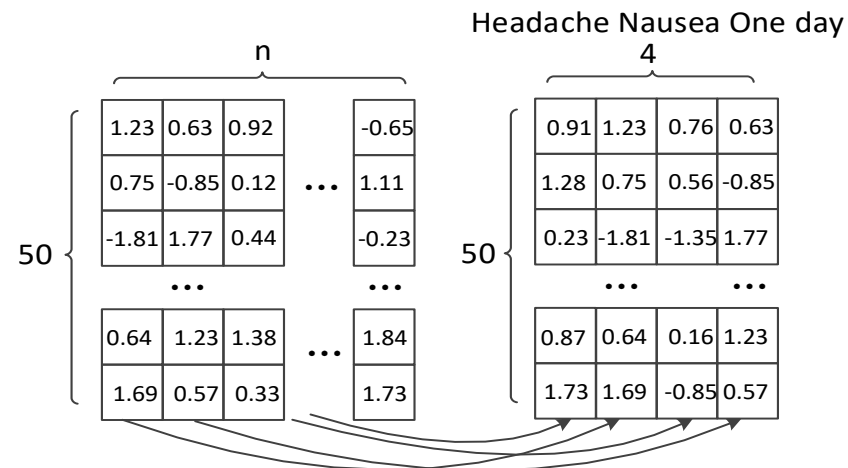 Headache Nausea One day
n
4
1.23 0.63 0.92 -0.65
0.91 1.23 0.76 0.63
0.75 -0.85 0.12 ... 1.11
1.28 0.75 0.56 -0.85
-1.81 1.77 0.44 -0.23
0.23 -1.81 -1.35 1.77
50
50
... ...
... ...
0.64 1.23 1.38 ... 1.84
0.87 0.64 0.16 1.23
1.69 0.57 0.33 1.73
1.73 1.69 -0.85 0.57